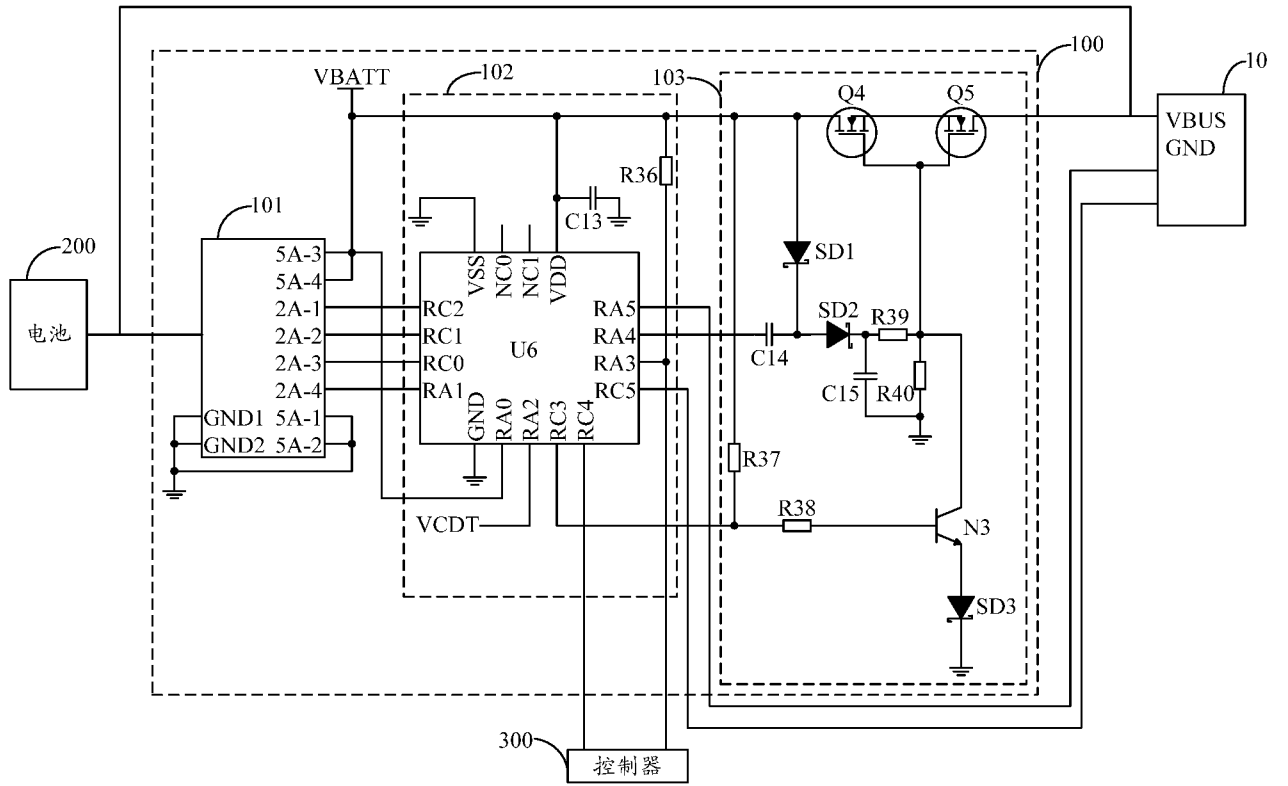 100
10
VBATT
102
103
Q4
Q5
VBUS
GND
R36
C13
101
200
5A-3
5A-4
2A-1
2A-2
2A-3
2A-4
5A-1
5A-2
GND1
GND2
电池
VSS
NC0
NC1
VDD
RC2
RC1
RC0
RA1
U6
RA5
RA4
RA3
RC5
GND
RA0
RA2
RC3
RC4
SD1
SD2
R39
C14
C15
R40
R37
VCDT
R38
N3
SD3
300
控制器